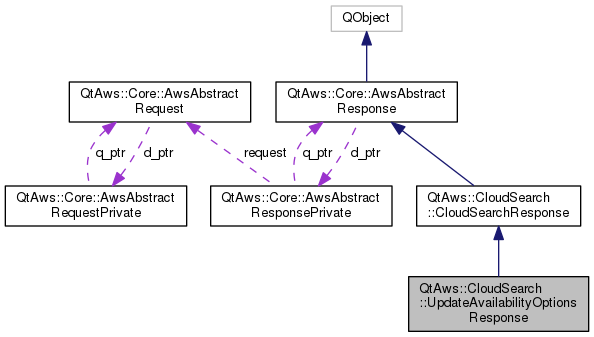 QObject
QtAws::Core::AwsAbstract
Request
QtAws::Core::AwsAbstract
Response
q_ptr
d_ptr
request
q_ptr
d_ptr
QtAws::Core::AwsAbstract
RequestPrivate
QtAws::Core::AwsAbstract
ResponsePrivate
QtAws::CloudSearch
::CloudSearchResponse
QtAws::CloudSearch
::UpdateAvailabilityOptions
Response